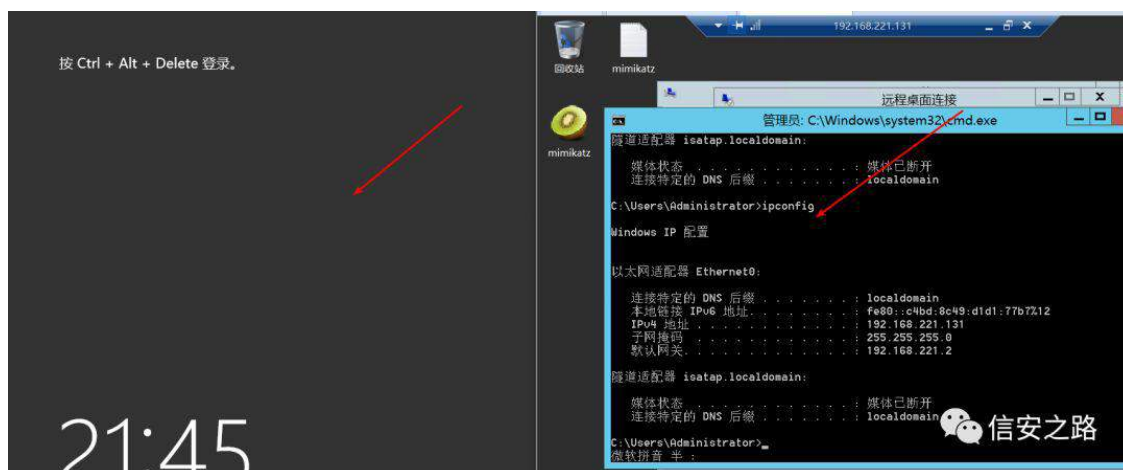 按 Ctrl + Alt + Delete 登录。
21:45
192.168.221.131
回收站
mimikatz
mimikatz
远程桌面连接
管理员: C:\Windows\system32\cmd.exe
隧道适配器 isatap.localdomain:
媒体状态 . . . . . . . . . . . . : 媒体已断开
连接特定的 DNS 后缀 . . . . . . . : localdomain
C:\Users\Administrator>ipconfig
Windows IP 配置
以太网适配器 Ethernet0:
连接特定的 DNS 后缀 . . . . . . . : localdomain
本地链接 IPv6 地址. . . . . . . . : fe80::c4bd:8c49:d1d1:77b7%12
IPv4 地址 . . . . . . . . . . . . : 192.168.221.131
子网掩码 . . . . . . . . . . . . : 255.255.255.0
默认网关. . . . . . . . . . . . . : 192.168.221.2
隧道适配器 isatap.localdomain:
媒体状态 . . . . . . . . . . . . : 媒体已断开
连接特定的 DNS 后缀 . . . . . . . : localdomain
C:\Users\Administrator>_
微软拼音 半 :
信安之路